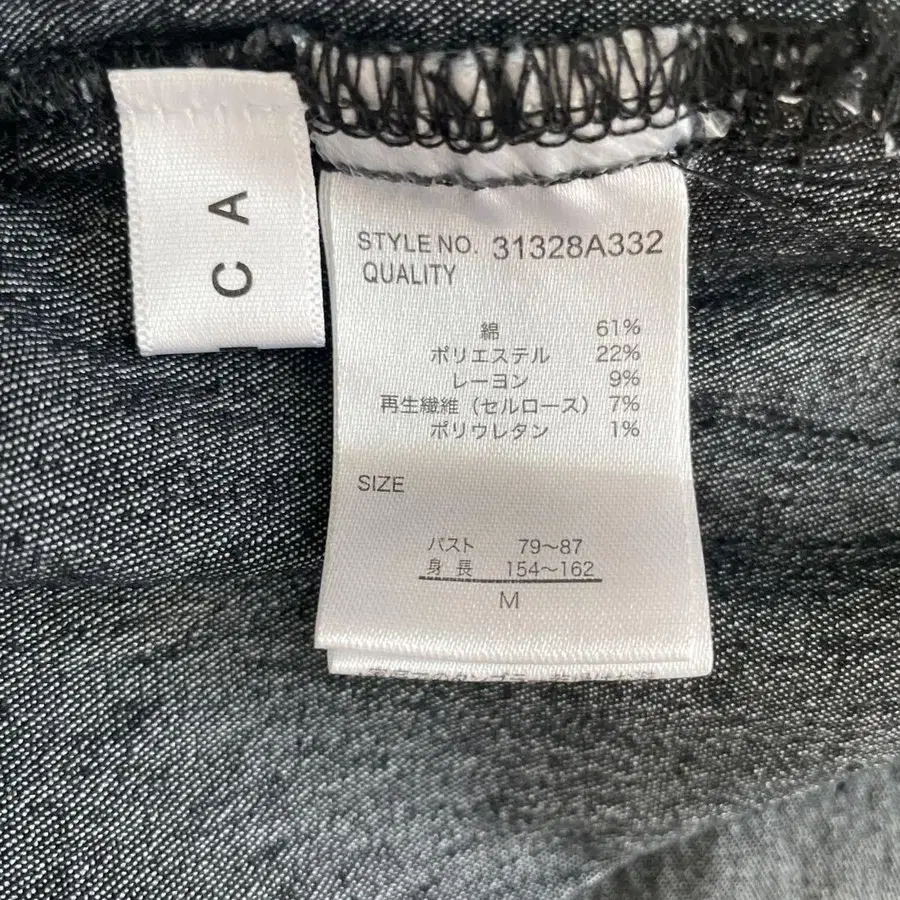 C A
STYLE NO. 31328A332
QUALITY
綿 61%
ポリエステル 22%
レーヨン 9%
再生繊維（セルロース） 7%
ポリウレタン 1%
SIZE
バスト 79～87
身長 154～162
M